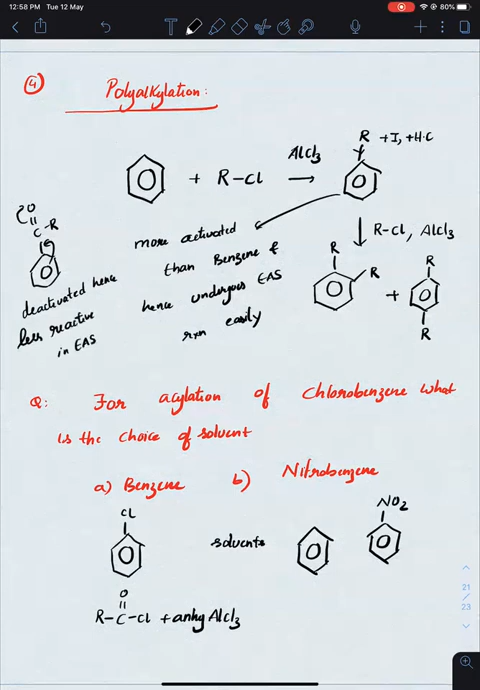 12:58 PM Tue 12 May 80%
4
Polyalkylation:
+ R-Cl
AlCl3
R +I, +H.C
O
C-R
R-Cl, AlCl3
more activated
than Benzene &
hence undergoes EAS
rxn easily
R
R
+
R
R
deactivated hence
less reactive
in EAS
Q: For acylation of Chlorobenzene what
is the choice of solvent
a) Benzene b) Nitrobenzene
Cl
solvents
NO2
O
R-C-Cl + anhy AlCl3
21
/
23